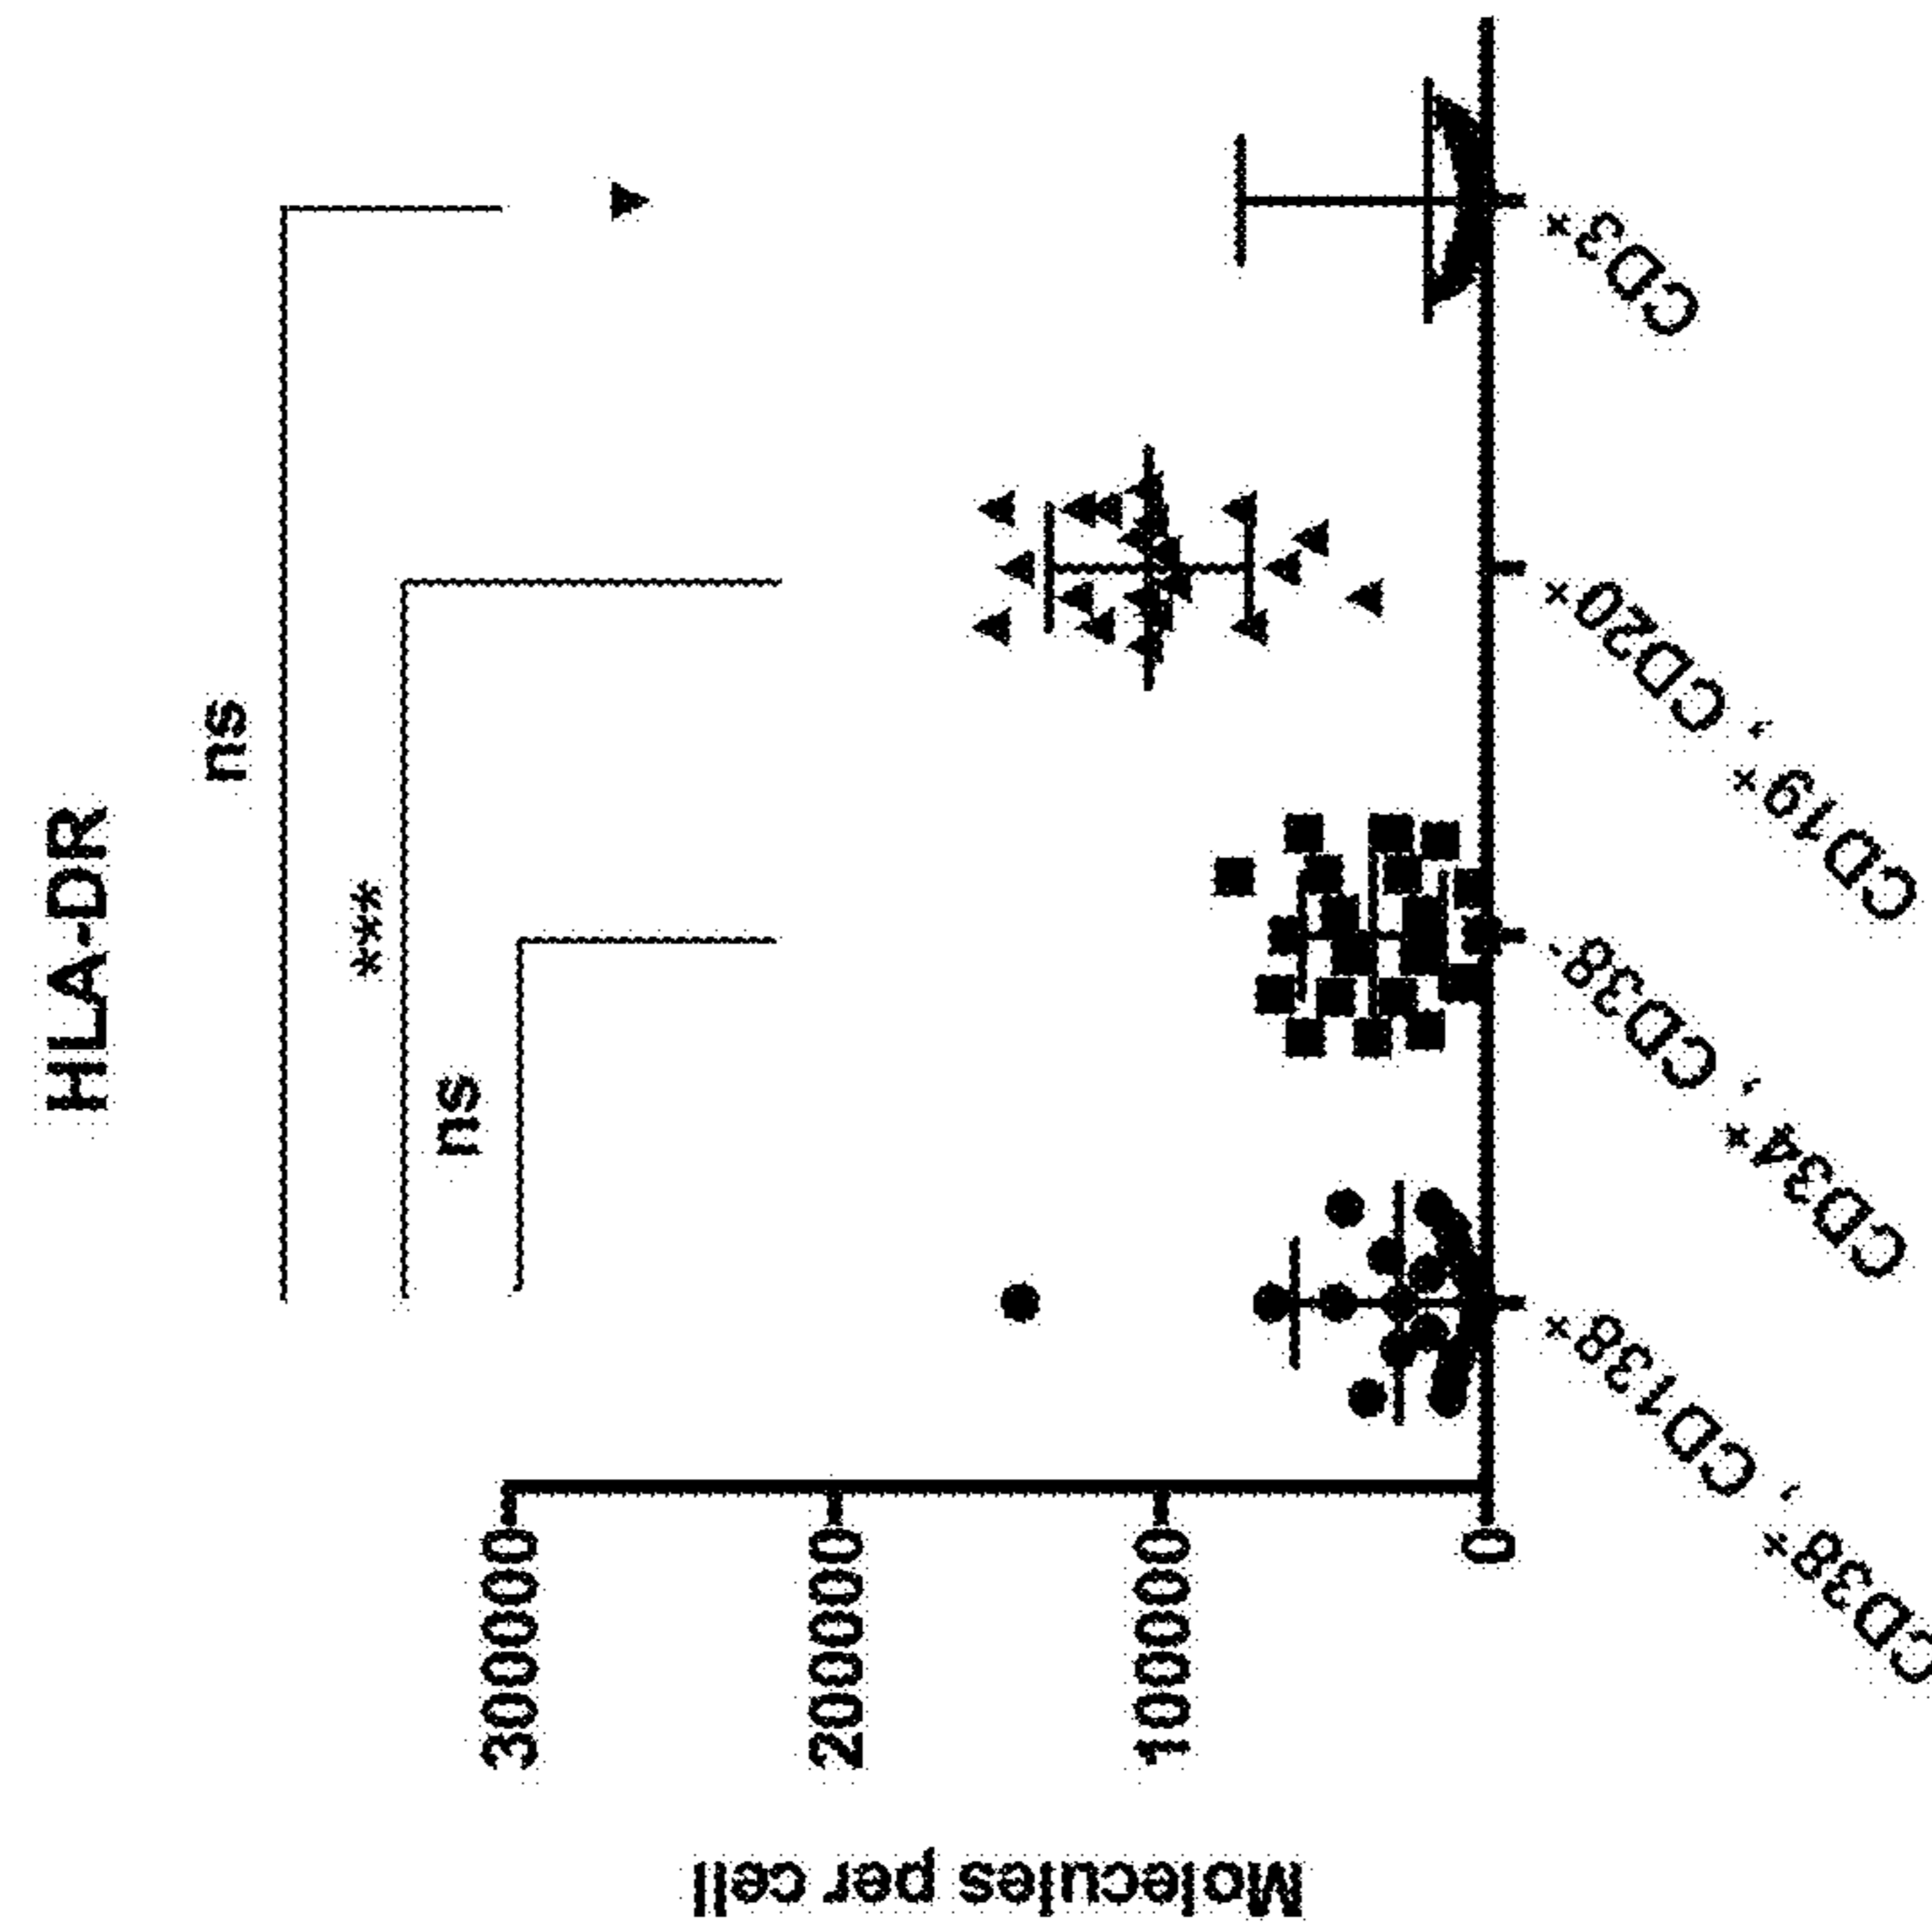 HLA-DR
ns
***
ns
Molecules per cell
300000
200000
100000
0
CD38⁺, CD138⁺
CD34⁺, CD38⁻
CD19⁺, CD20⁺
CD3⁺